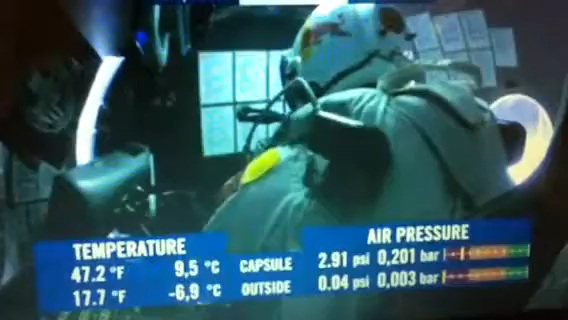 TEMPERATURE AIR PRESSURE
47.2 °F 9,5 °C CAPSULE 2.91 psi 0,201 bar
17.7 °F -6,9 °C OUTSIDE 0.04 psi 0,003 bar